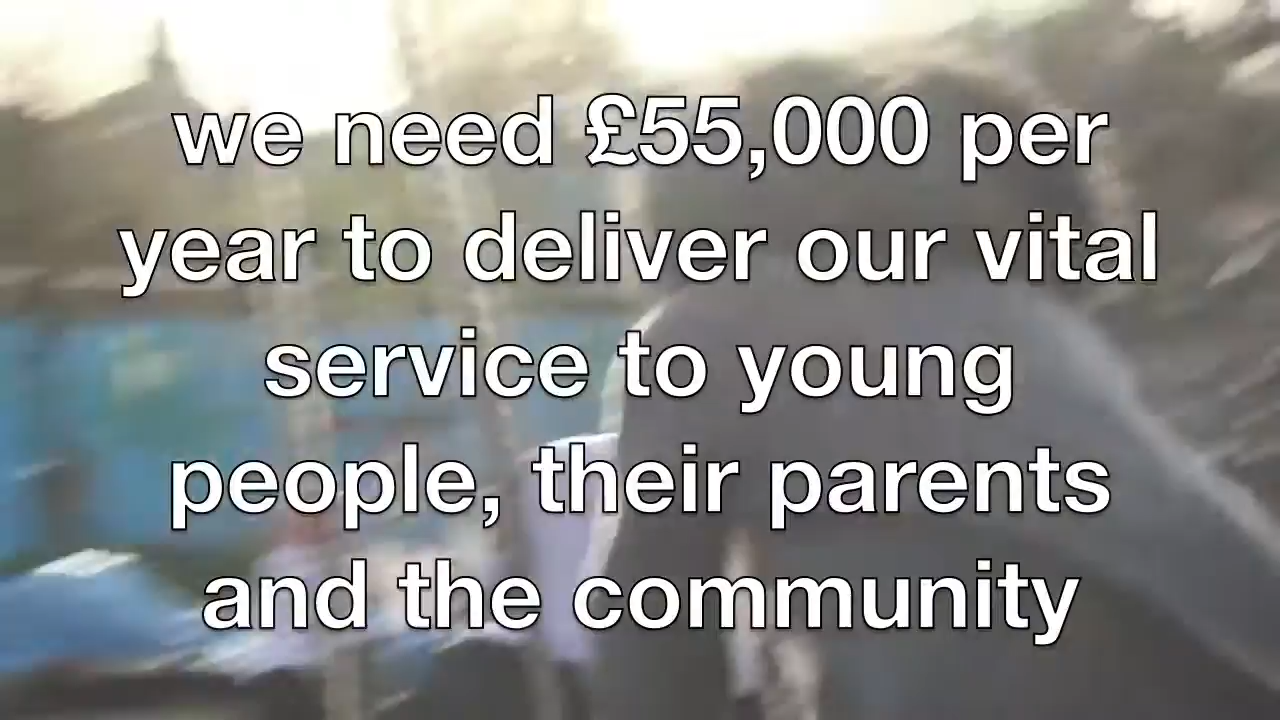 we need £55,000 per
year to deliver our vital
service to young
people, their parents
and the community